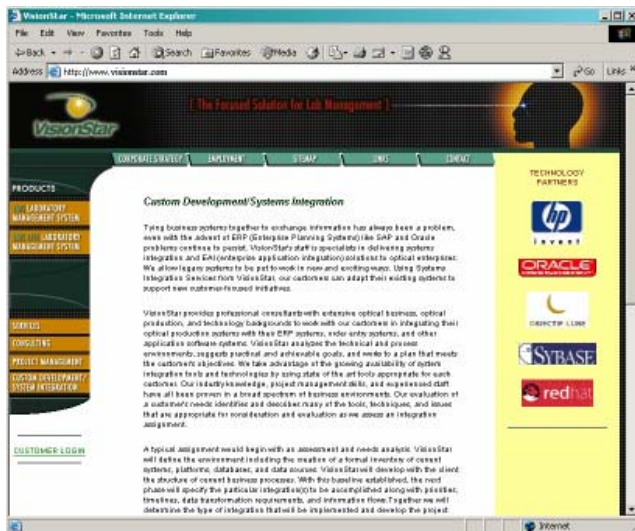 VisionStar - Microsoft Internet Explorer
File Edit View Favorites Tools Help
Back Search Favorites Media
Address http://www.visionstar.com Go Links
VisionStar
[ The Focused Solution for Lab Management ]
CORPORATE STRATEGY EMPLOYMENT SITEMAP LINKS CONTACT
PRODUCTS
LABORATORY
MANAGEMENT SYSTEM
LABORATORY
MANAGEMENT SYSTEM
SERVICES
CONSULTING
PROJECT MANAGEMENT
CUSTOM DEVELOPMENT/
SYSTEM INTEGRATION
CUSTOMER LOGIN
Custom Development/Systems Integration
Tying business systems together to exchange information has always been a problem,
even with the advent of ERP (Enterprise Planning Systems) like SAP and Oracle
problems continue to persist. VisionStar's staff is specialists in delivering systems
integration and EAI (enterprise application integration) solutions to optical enterprises.
We allow legacy systems to be put to work in new and exciting ways. Using Systems
Integration Services from VisionStar, our customers can adapt their existing systems to
support new customer-focused initiatives.
VisionStar provides professional consultants with extensive optical business, optical
production, and technology backgrounds to work with our customers in integrating their
optical production systems with their ERP systems, order entry systems, and other
application software systems. VisionStar analyzes the technical and process
environments, suggests practical and achievable goals, and works to a plan that meets
the customer's objectives. We take advantage of the growing availability of system
integration tools and technologies by using state of the art tools appropriate for each
customer. Our industry knowledge, project management skills, and experienced staff
have all been proven in a broad spectrum of business environments. Our evaluation of
a customer's needs identifies and describes many of the tools, techniques, and issues
that are appropriate for consideration and evaluation as we assess an integration
assignment.
A typical assignment would begin with an assessment and needs analysis. VisionStar
will define the environment including the creation of a formal inventory of current
systems, platforms, databases, and data sources. VisionStar will develop with the client
the structure of current business processes. With this baseline established, the next
phase will specify the particular integration(s) to be accomplished along with priorities,
timelines, data transformation requirements, and information flows. Together we will
determine the type of integration that will be implemented and develop the project
TECHNOLOGY
PARTNERS
hp
invent
ORACLE
OBJECTIF LUNE
SYBASE
redhat
Internet